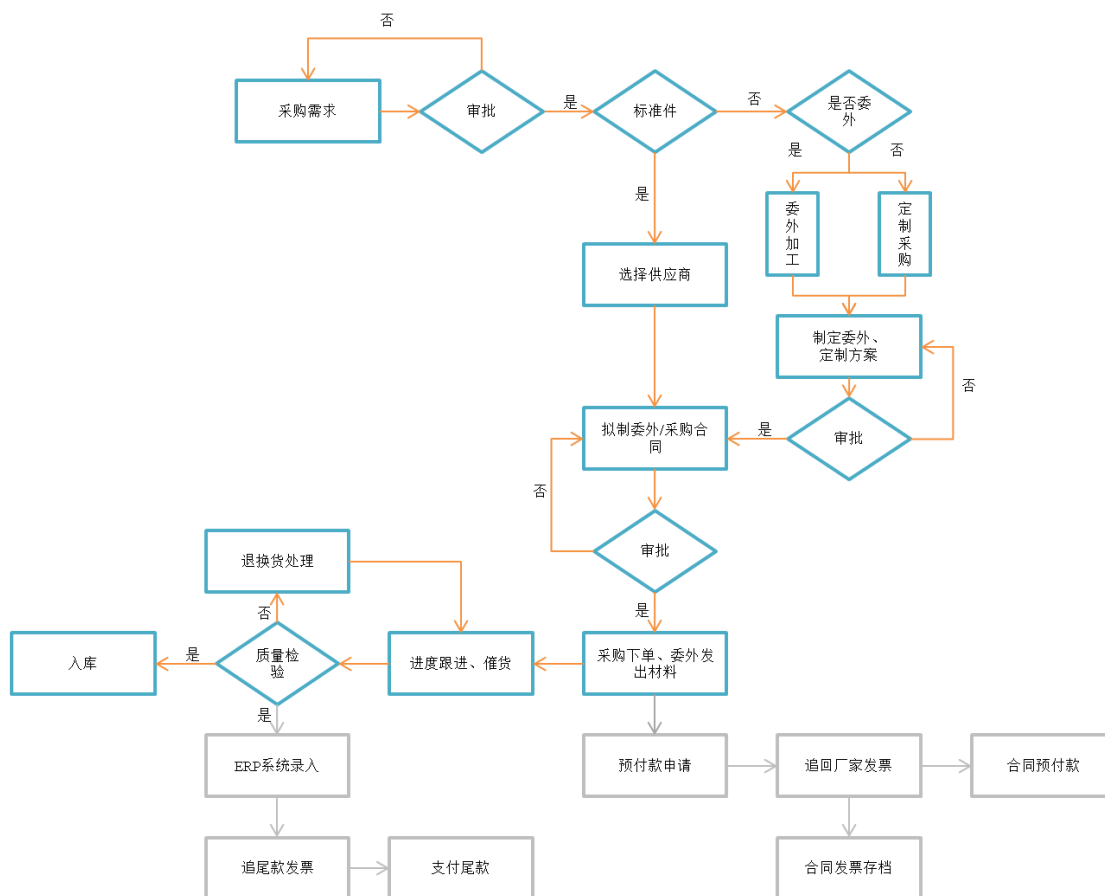 否
采购需求
审批
是
标准件
否
是否委
外
是
否
是
委
外
加
工
定
制
采
购
选择供应商
制定委外、
定制方案
否
拟制委外/采购合
同
是
审批
否
审批
退换货处理
否
是
入库
是
质量检
验
进度跟进、催货
采购下单、委外发
出材料
是
ERP系统录入
预付款申请
追回厂家发票
合同预付款
追尾款发票
支付尾款
合同发票存档